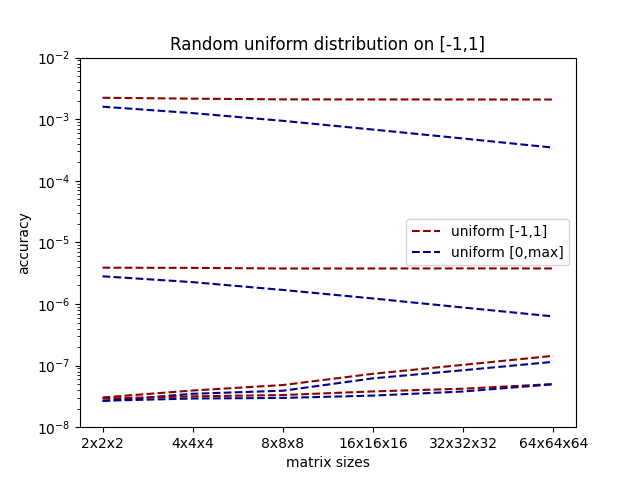 Random uniform distribution on [-1,1]
10⁻²
10⁻³
10⁻⁴
10⁻⁵
10⁻⁶
10⁻⁷
10⁻⁸
accuracy
uniform [-1,1]
uniform [0,max]
2x2x2 4x4x4 8x8x8 16x16x16 32x32x32 64x64x64
matrix sizes